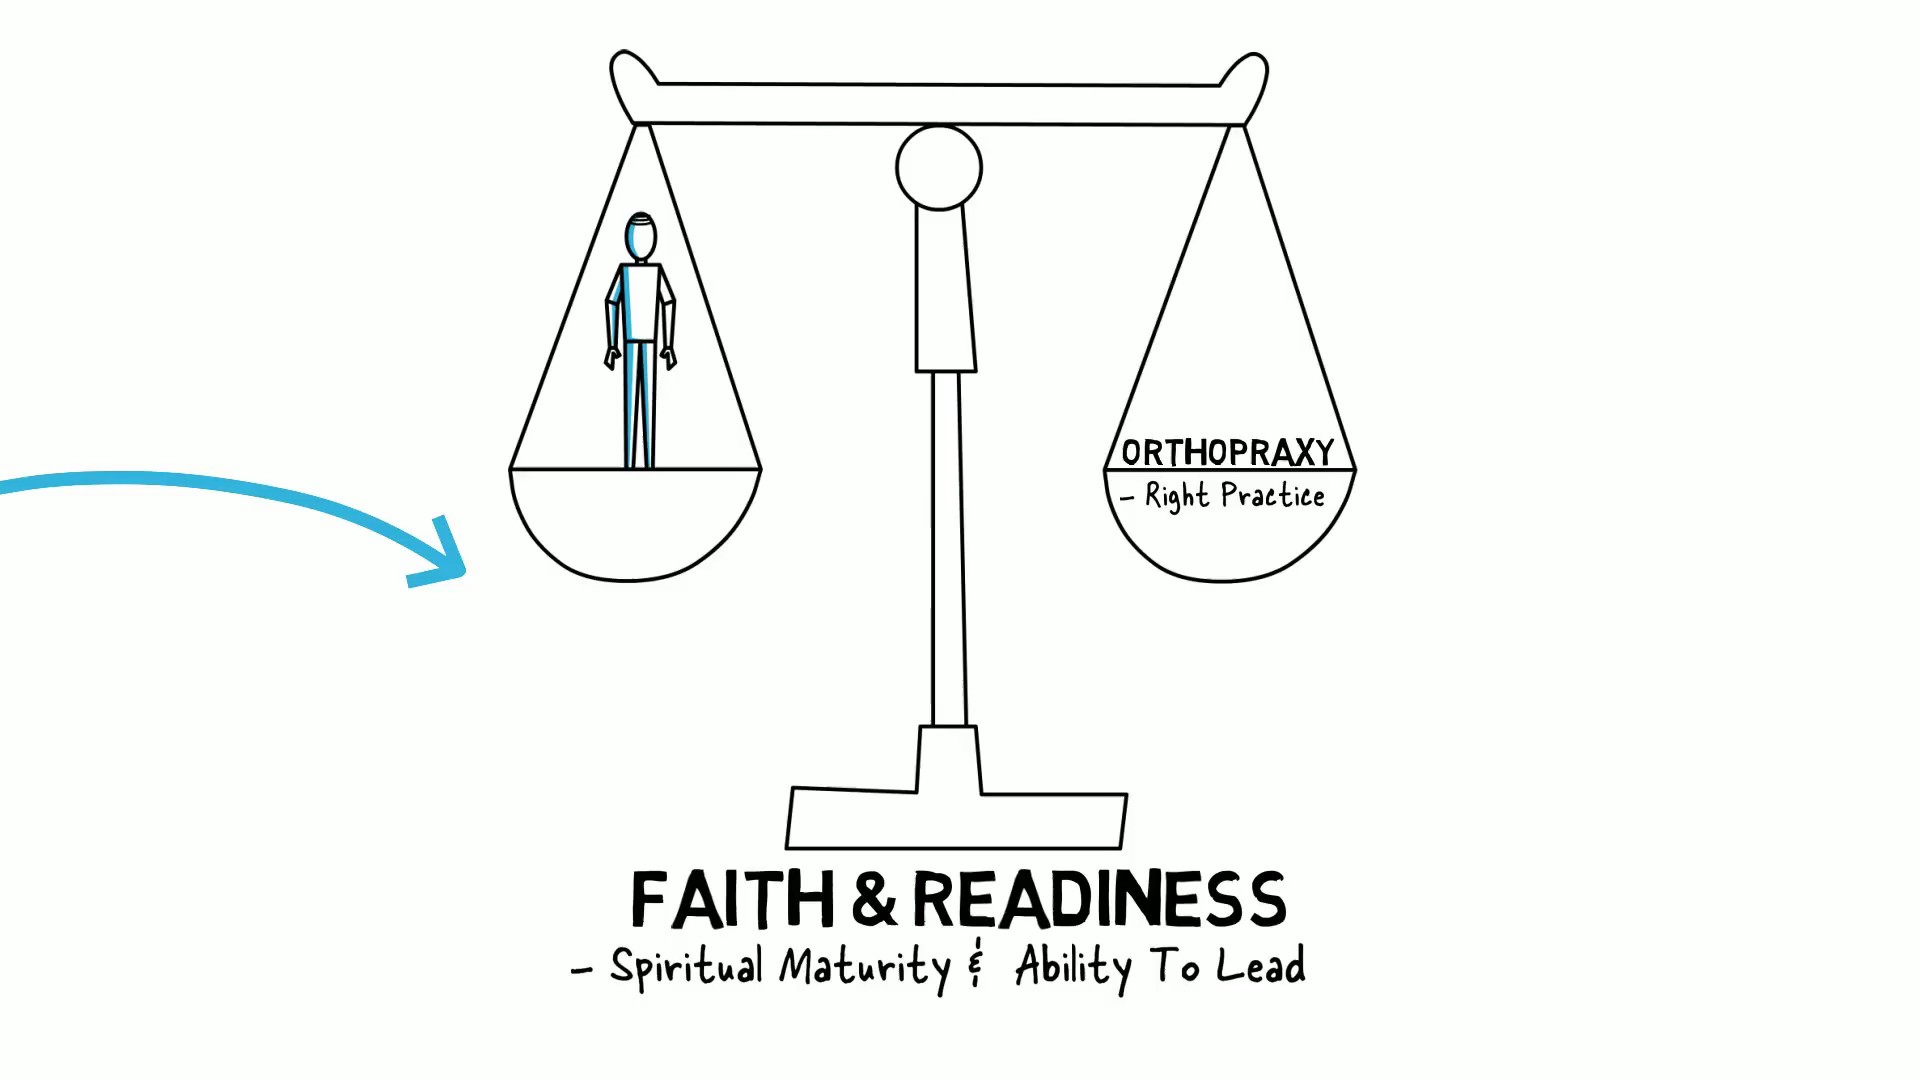 ORTHOPRAXY
- Right Practice
FAITH & READINESS
- Spiritual Maturity & Ability To Lead